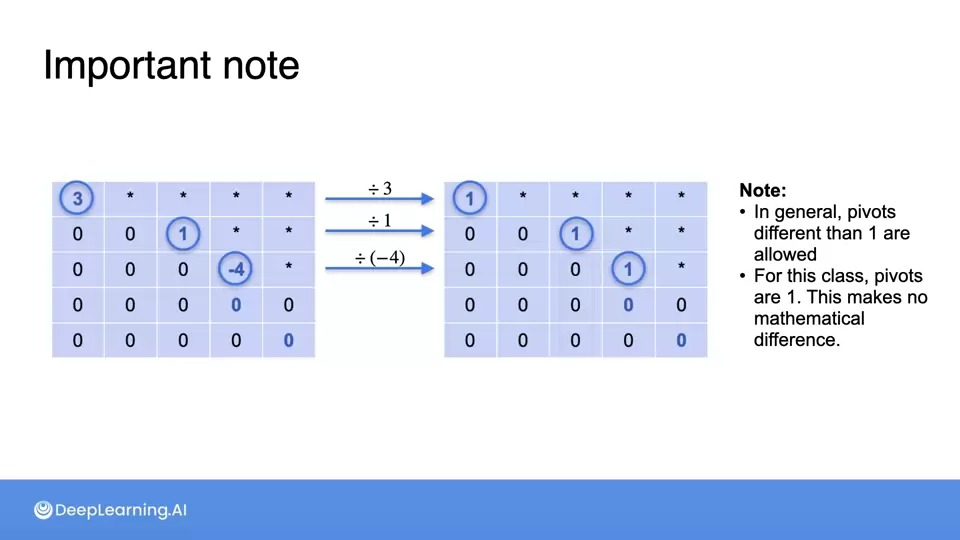 Important note
3 * * * *
0 0 1 * *
0 0 0 -4 *
0 0 0 0 0
0 0 0 0 0
÷ 3
÷ 1
÷ (−4)
1 * * * *
0 0 1 * *
0 0 0 1 *
0 0 0 0 0
0 0 0 0 0
Note:
• In general, pivots
different than 1 are
allowed
• For this class, pivots
are 1. This makes no
mathematical
difference.
DeepLearning.AI